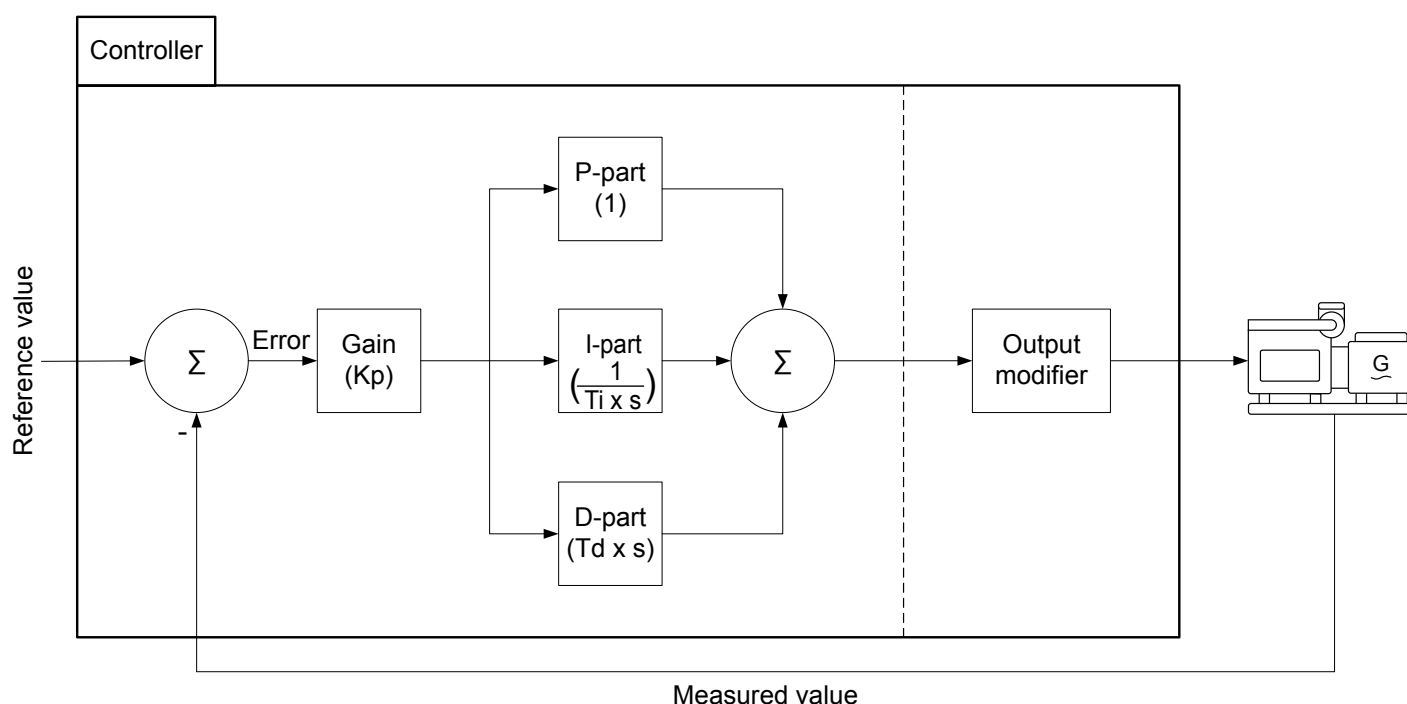 Controller
Reference value
Σ
Error
Gain
(Kp)
P-part
(1)
I-part
(1
Ti x s)
D-part
(Td x s)
Σ
Output
modifier
G
-
Measured value